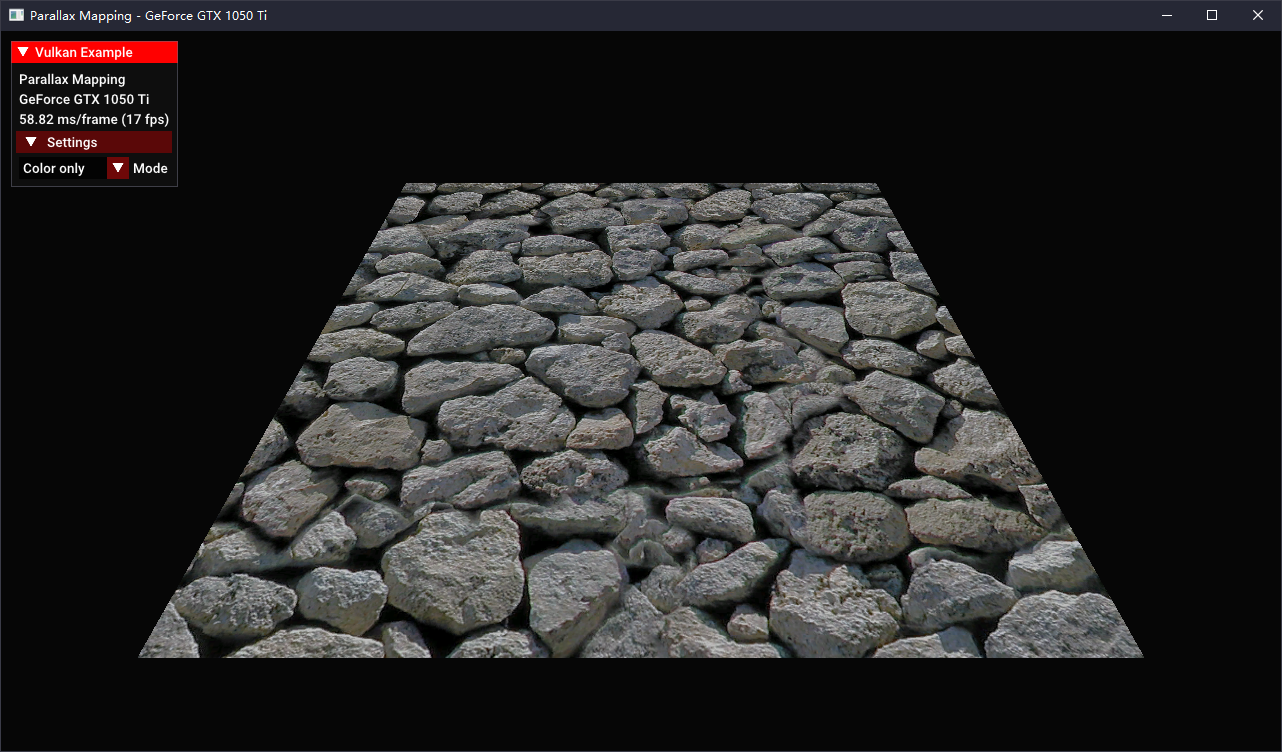 Parallax Mapping - GeForce GTX 1050 Ti
Vulkan Example
Parallax Mapping
GeForce GTX 1050 Ti
58.82 ms/frame (17 fps)
Settings
Color only Mode